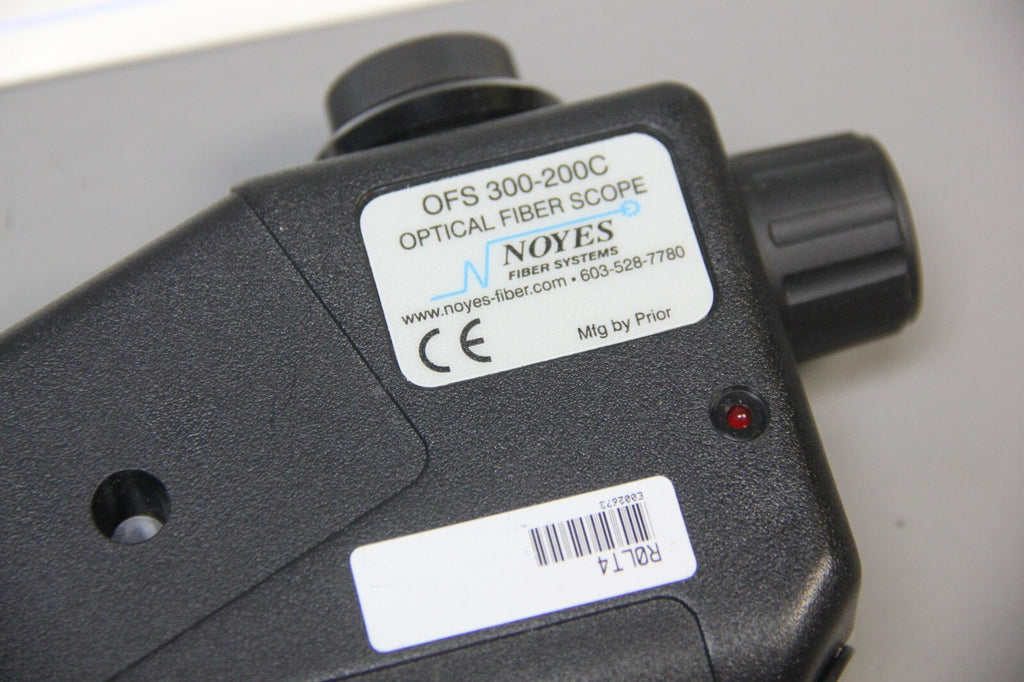 OFS 300-200C
OPTICAL FIBER SCOPE
NOYES
FIBER SYSTEMS
www.noyes-fiber.com • 603-528-7780
CE
Mfg by Prior
R0LT4
E002673